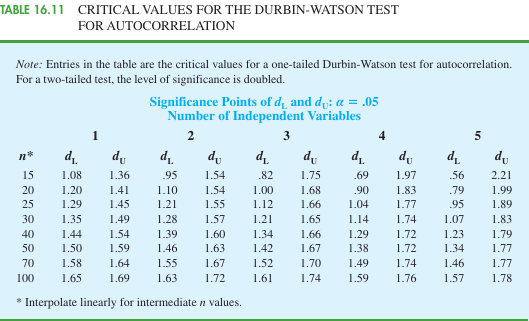 TABLE 16.11 CRITICAL VALUES FOR THE DURBIN-WATSON TEST
FOR AUTOCORRELATION
Note: Entries in the table are the critical values for a one-tailed Durbin-Watson test for autocorrelation.
For a two-tailed test, the level of significance is doubled.
Significance Points of dL and dU: α = .05
Number of Independent Variables
1 2 3 4 5
n* dL dU dL dU dL dU dL dU dL dU
15 1.08 1.36 .95 1.54 .82 1.75 .69 1.97 .56 2.21
20 1.20 1.41 1.10 1.54 1.00 1.68 .90 1.83 .79 1.99
25 1.29 1.45 1.21 1.55 1.12 1.66 1.04 1.77 .95 1.89
30 1.35 1.49 1.28 1.57 1.21 1.65 1.14 1.74 1.07 1.83
40 1.44 1.54 1.39 1.60 1.34 1.66 1.29 1.72 1.23 1.79
50 1.50 1.59 1.46 1.63 1.42 1.67 1.38 1.72 1.34 1.77
70 1.58 1.64 1.55 1.67 1.52 1.70 1.49 1.74 1.46 1.77
100 1.65 1.69 1.63 1.72 1.61 1.74 1.59 1.76 1.57 1.78
* Interpolate linearly for intermediate n values.